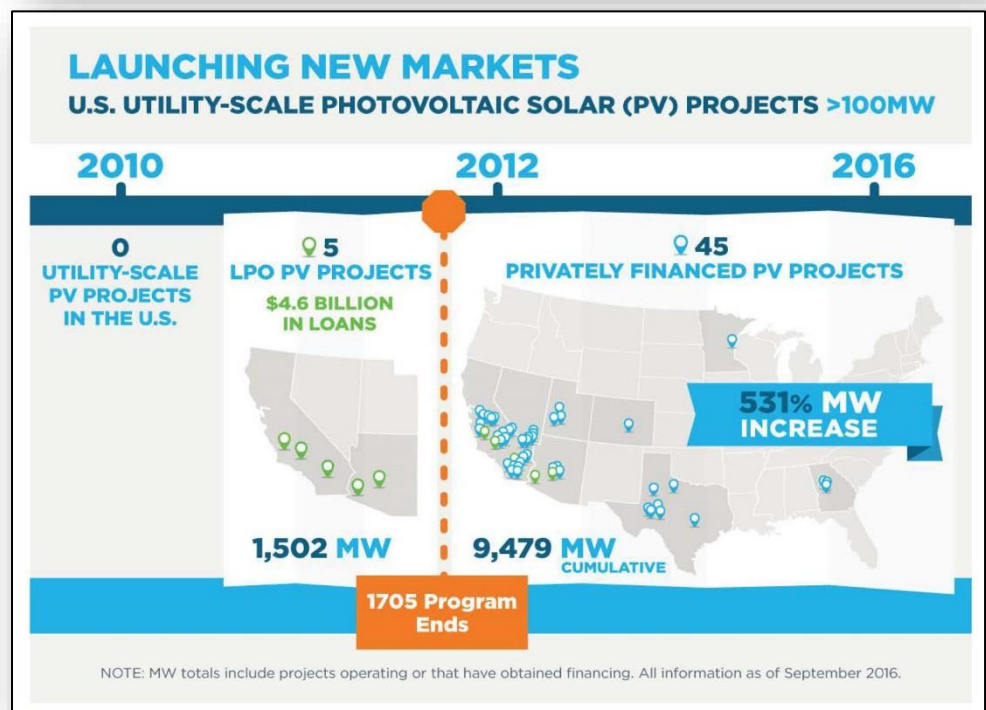 LAUNCHING NEW MARKETS
U.S. UTILITY-SCALE PHOTOVOLTAIC SOLAR (PV) PROJECTS >100MW
2010
2012
2016
0
UTILITY-SCALE
PV PROJECTS
IN THE U.S.
5
LPO PV PROJECTS
$4.6 BILLION
IN LOANS
1,502 MW
45
PRIVATELY FINANCED PV PROJECTS
531% MW
INCREASE
9,479 MW
CUMULATIVE
1705 Program
Ends
NOTE: MW totals include projects operating or that have obtained financing. All information as of September 2016.